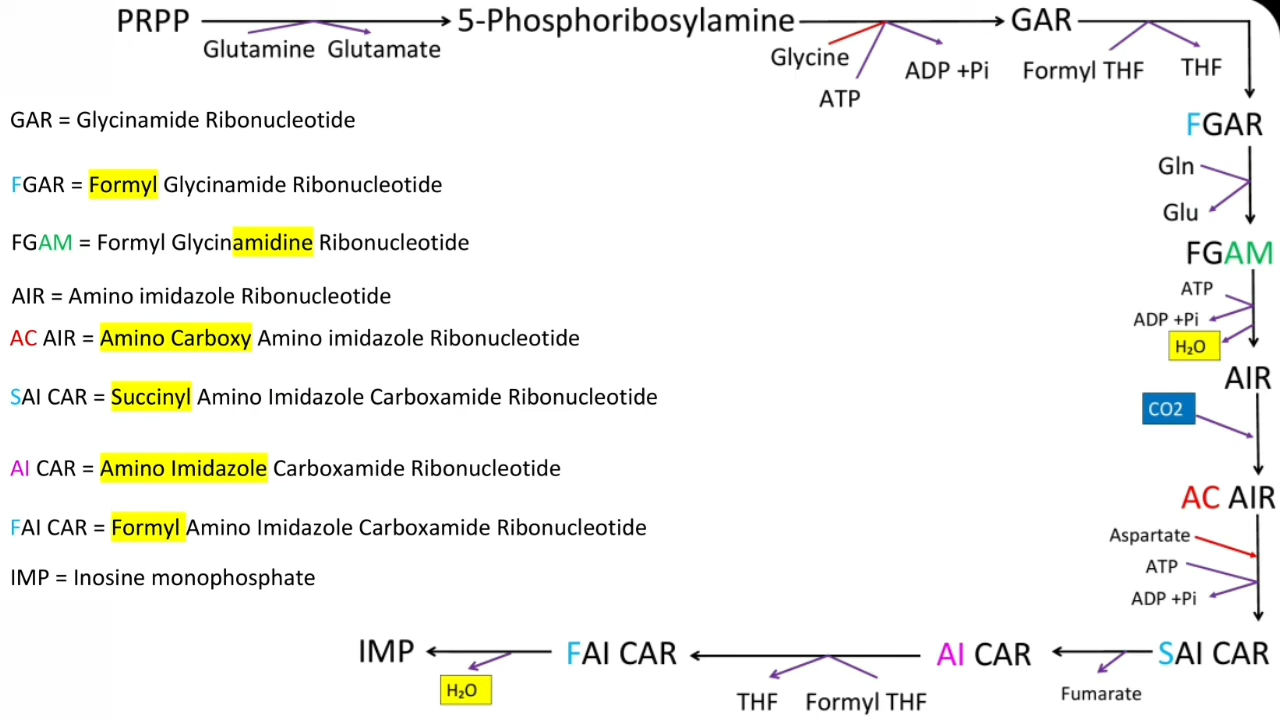 PRPP
Glutamine Glutamate
5-Phosphoribosylamine
Glycine
ATP
ADP +Pi
GAR
Formyl THF
THF
FGAR
Gln
Glu
FGAM
ATP
ADP +Pi
H₂O
AIR
CO2
AC AIR
Aspartate
ATP
ADP +Pi
SAI CAR
Fumarate
AI CAR
Formyl THF
THF
FAI CAR
H₂O
IMP
GAR = Glycinamide Ribonucleotide
FGAR = Formyl Glycinamide Ribonucleotide
FGAM = Formyl Glycinamidine Ribonucleotide
AIR = Amino imidazole Ribonucleotide
AC AIR = Amino Carboxy Amino imidazole Ribonucleotide
SAI CAR = Succinyl Amino Imidazole Carboxamide Ribonucleotide
AI CAR = Amino Imidazole Carboxamide Ribonucleotide
FAI CAR = Formyl Amino Imidazole Carboxamide Ribonucleotide
IMP = Inosine monophosphate